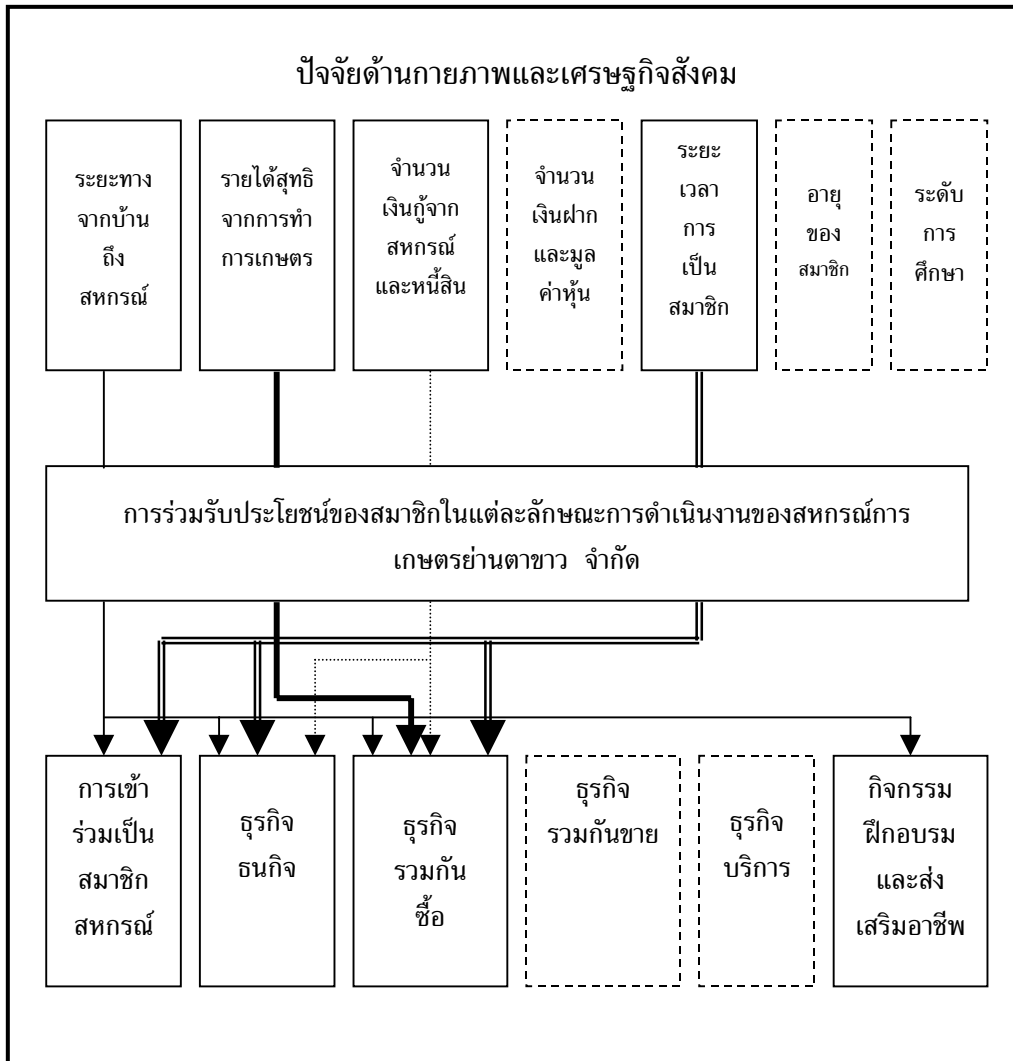 ปัจจัยด้านกายภาพและเศรษฐกิจสังคม
ระยะทาง
จากบ้าน
ถึง
สหกรณ์
รายได้สุทธิ
จากการทำ
การเกษตร
จำนวน
เงินกู้จาก
สหกรณ์
และหนี้สิน
จำนวน
เงินฝาก
และมูล
ค่าหุ้น
ระยะ
เวลา
การ
เป็น
สมาชิก
อายุ
ของ
สมาชิก
ระดับ
การ
ศึกษา
การร่วมรับประโยชน์ของสมาชิกในแต่ละลักษณะการดำเนินงานของสหกรณ์การ
เกษตรย่านตาขาว จำกัด
การเข้า
ร่วมเป็น
สมาชิก
สหกรณ์
ธุรกิจ
ธนกิจ
ธุรกิจ
รวมกัน
ซื้อ
ธุรกิจ
รวมกันขาย
ธุรกิจ
บริการ
กิจกรรม
ฝึกอบรม
และส่ง
เสริมอาชีพ